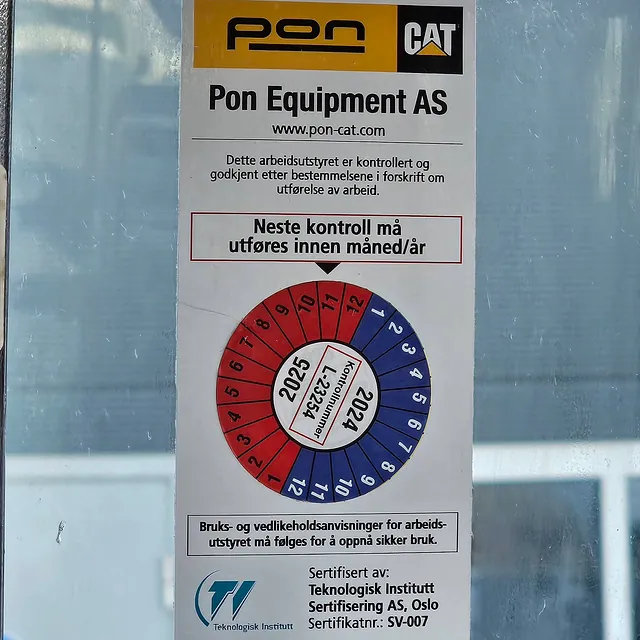 pon
CAT
Pon Equipment AS
www.pon-cat.com
Dette arbeidsutstyret er kontrollert og
godkjent etter bestemmelsene i forskrift om
utførelse av arbeid.
Neste kontroll må
utføres innen måned/år
1 2 3 4 5 6 7 8 9 10 11 12
1 2 3 4 5 6 7 8 9 10 11 12
2025
Kontrollnummer
L-23254
2024
Bruks- og vedlikeholdsanvisninger for arbeids-
utstyret må følges for å oppnå sikker bruk.
TI
Teknologisk Institutt
Sertifisert av:
Teknologisk Institutt
Sertifisering AS, Oslo
Sertifikatnr.: SV-007